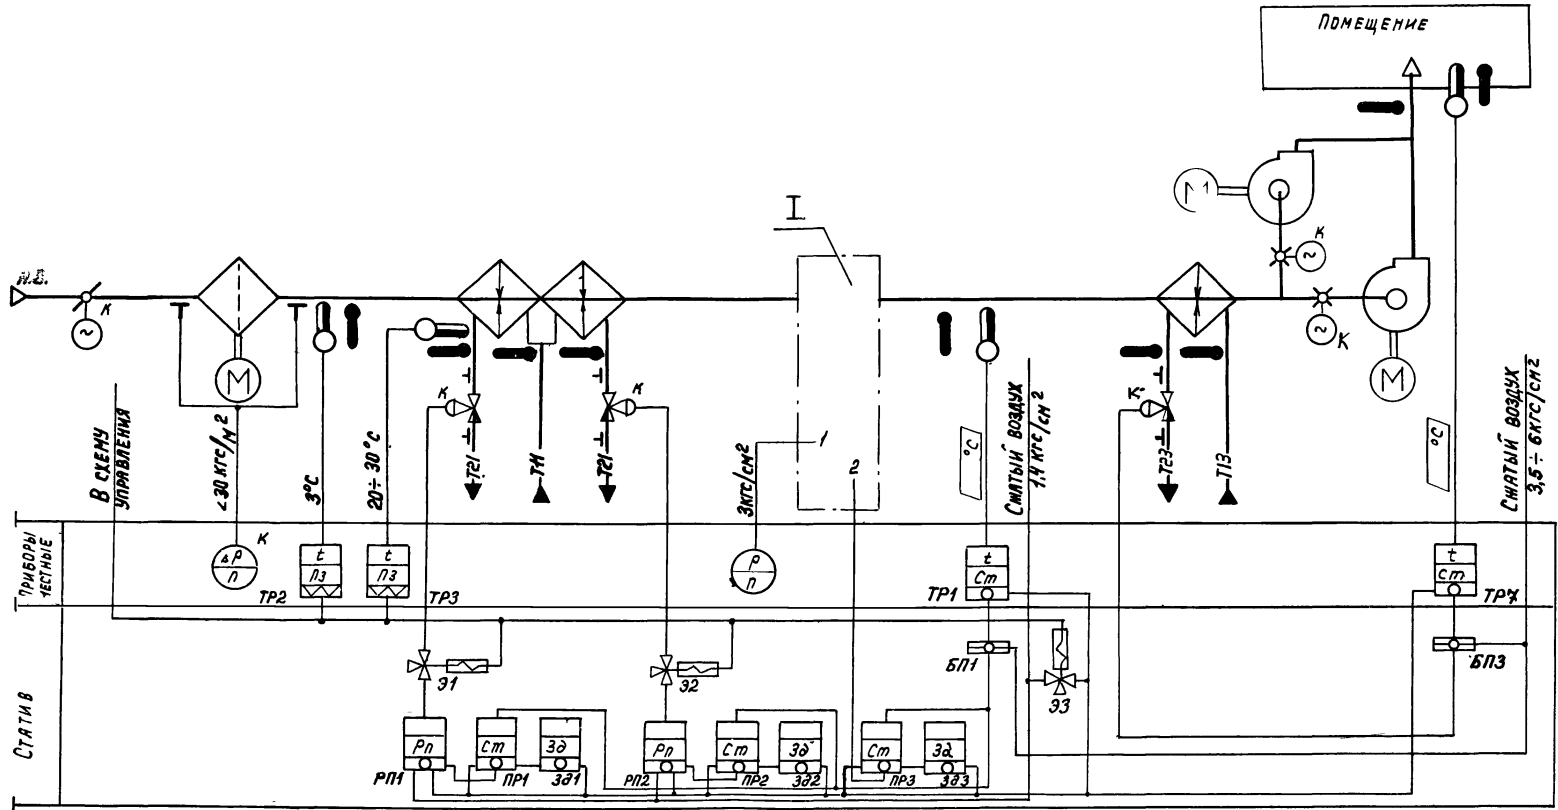 ПОМЕЩЕНИЕ
М
I
К
Н.В.
К
~
~
~
К
М
М
К
К
К
1
2
В СХЕМУ
УПРАВЛЕНИЯ
<30 КГС/М²
3°С
20÷30°С
Т21
Т11
Т21
3КГС/СМ²
°С
СЖАТЫЙ ВОЗДУХ
1,4 КГС/СМ²
Т23
Т13
°С
СЖАТЫЙ ВОЗДУХ
3,5÷6КГС/СМ²
ПРИБОРЫ
МЕСТНЫЕ
ΔР
П
К
t
ПЗ
ТР2
t
ПЗ
ТР3
Р
П
t
Ст
ТР1
t
Ст
ТР7
СТАТИВ
Э1
Э2
БП1
Э3
БП3
Рп
РП1
Ст
ПР1
Зд
ЗД1
Рп
РП2
Ст
ПР2
Зд
ЗД2
Ст
ПР3
Зд
ЗД3